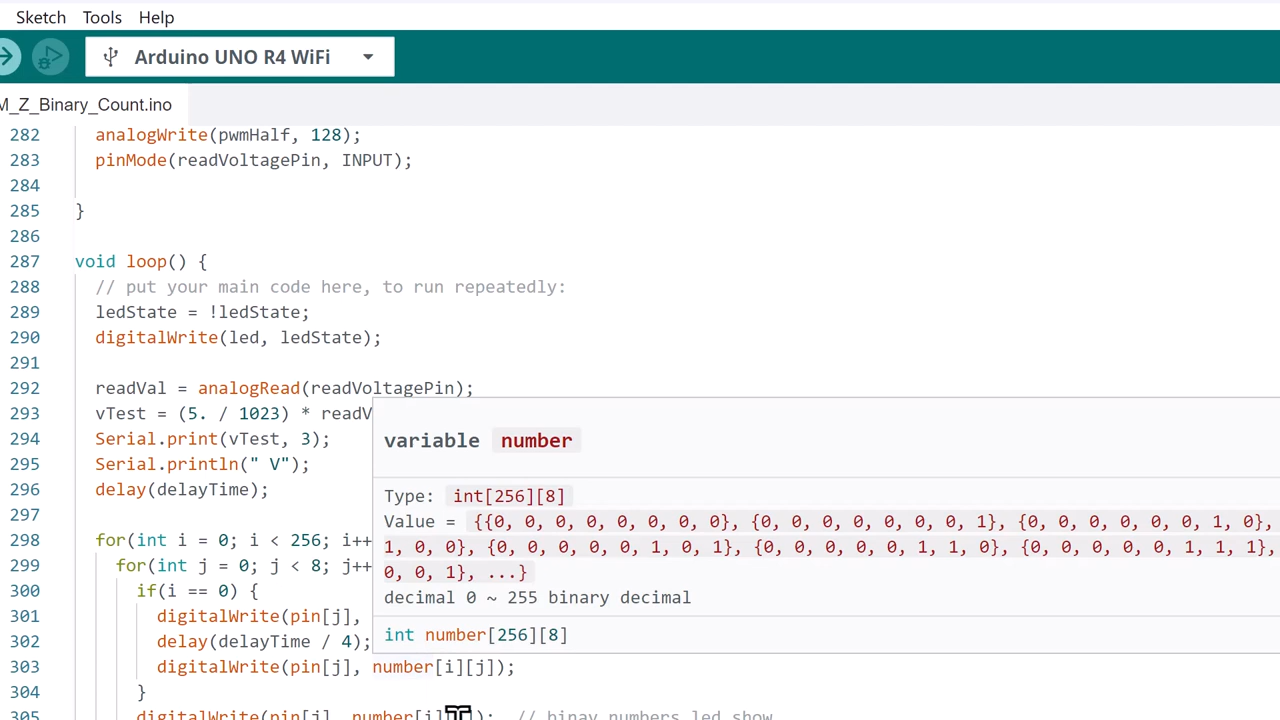 Sketch Tools Help
Arduino UNO R4 WiFi
M_Z_Binary_Count.ino
282 analogWrite(pwmHalf, 128);
283 pinMode(readVoltagePin, INPUT);
284
285 }
286
287 void loop() {
288 // put your main code here, to run repeatedly:
289 ledState = !ledState;
290 digitalWrite(led, ledState);
291
292 readVal = analogRead(readVoltagePin);
293 vTest = (5. / 1023) * readV
294 Serial.print(vTest, 3);
295 Serial.println(" V");
296 delay(delayTime);
297
298 for(int i = 0; i < 256; i++
299 for(int j = 0; j < 8; j++
300 if(i == 0) {
301 digitalWrite(pin[j],
302 delay(delayTime / 4);
303 digitalWrite(pin[j], number[i][j]);
304 }
305 digitalWrite(pin[j], number[i] ); // binay numbers led show
variable number
Type: int[256][8]
Value = {{0, 0, 0, 0, 0, 0, 0, 0}, {0, 0, 0, 0, 0, 0, 0, 1}, {0, 0, 0, 0, 0, 0, 1, 0},
1, 0, 0}, {0, 0, 0, 0, 0, 1, 0, 1}, {0, 0, 0, 0, 0, 1, 1, 0}, {0, 0, 0, 0, 0, 1, 1, 1},
0, 0, 1}, ...}
decimal 0 ~ 255 binary decimal
int number[256][8]